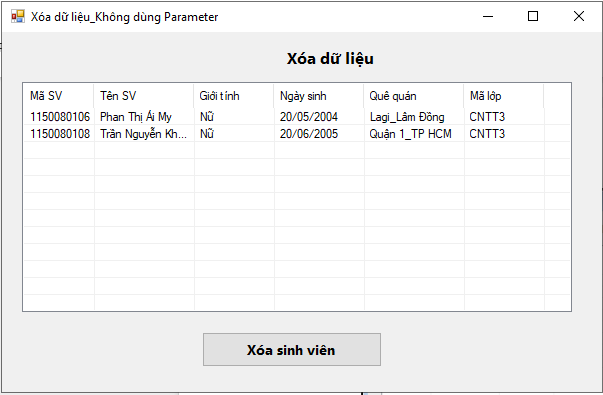 Xóa dữ liệu_Không dùng Parameter
Xóa dữ liệu
Mã SV Tên SV Giới tính Ngày sinh Quê quán Mã lớp
1150080106 Phan Thị Ái My Nữ 20/05/2004 Lagi_Lâm Đồng CNTT3
1150080108 Trần Nguyễn Kh... Nữ 20/06/2005 Quận 1_TP HCM CNTT3
Xóa sinh viên